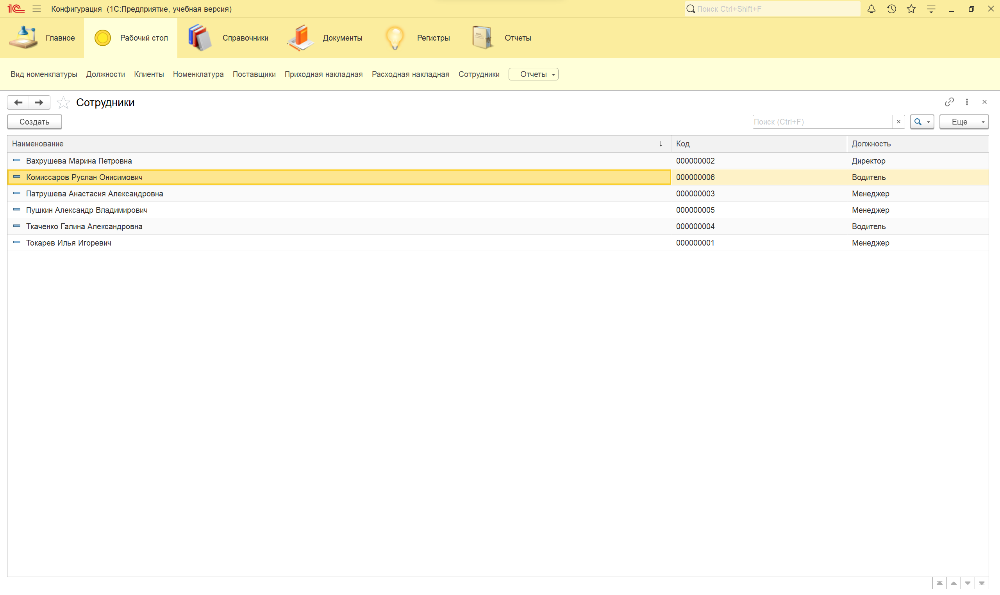 1С Конфигурация (1С:Предприятие, учебная версия) Поиск Ctrl+Shift+F
Главное Рабочий стол Справочники Документы Регистры Отчеты
Вид номенклатуры Должности Клиенты Номенклатура Поставщики Приходная накладная Расходная накладная Сотрудники Отчеты
Сотрудники
Создать Поиск (Ctrl+F) Еще
Наименование Код Должность
Вахрушева Марина Петровна 000000002 Директор
Комиссаров Руслан Онисимович 000000006 Водитель
Патрушева Анастасия Александровна 000000003 Менеджер
Пушкин Александр Владимирович 000000005 Менеджер
Ткаченко Галина Александровна 000000004 Водитель
Токарев Илья Игоревич 000000001 Менеджер